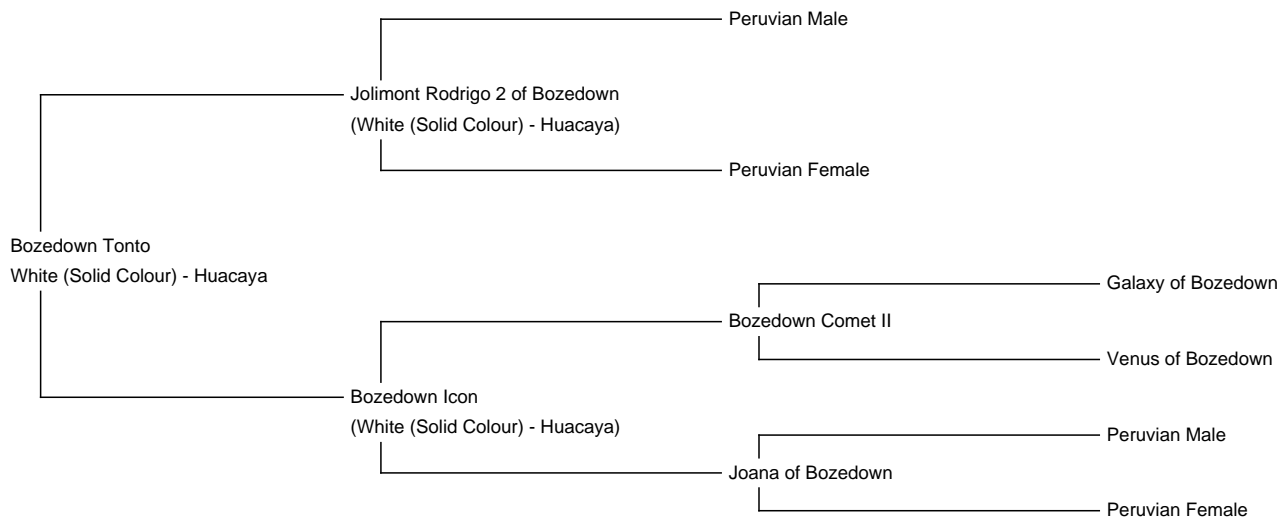 Peruvian Male
Jolimont Rodrigo 2 of Bozedown
(White (Solid Colour) - Huacaya)
Peruvian Female
Bozedown Tonto
White (Solid Colour) - Huacaya
Galaxy of Bozedown
Bozedown Comet II
Venus of Bozedown
Bozedown Icon
(White (Solid Colour) - Huacaya)
Peruvian Male
Joana of Bozedown
Peruvian Female